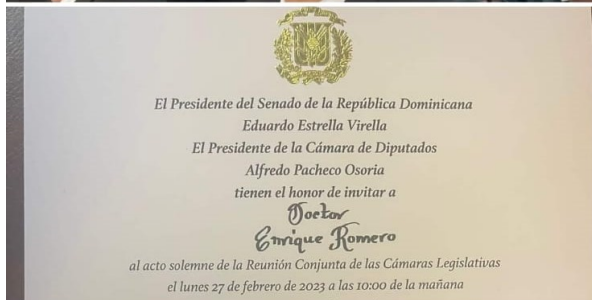 El Presidente del Senado de la República Dominicana
Eduardo Estrella Virella
El Presidente de la Cámara de Diputados
Alfredo Pacheco Osoria
tienen el honor de invitar a
Doctor
Enrique Romero
al acto solemne de la Reunión Conjunta de las Cámaras Legislativas
el lunes 27 de febrero de 2023 a las 10:00 de la mañana